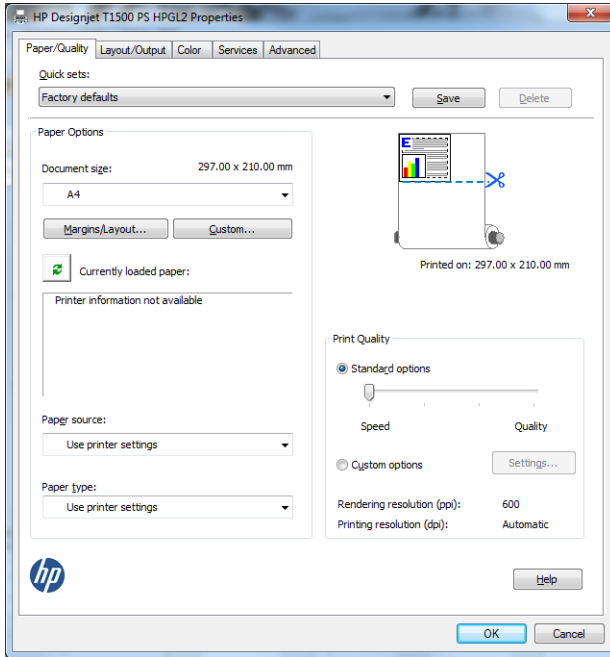 HP Designjet T1500 PS HPGL2 Properties
Paper/Quality Layout/Output Color Services Advanced
Quick sets:
Factory defaults
Save
Delete
Paper Options
Document size: 297.00 x 210.00 mm
A4
Margins/Layout... Custom...
Currently loaded paper:
Printer information not available
Paper source:
Use printer settings
Paper type:
Use printer settings
E
Printed on: 297.00 x 210.00 mm
Print Quality
Standard options
Speed Quality
Custom options Settings...
Rendering resolution (ppi): 600
Printing resolution (dpi): Automatic
hp
Help
OK Cancel